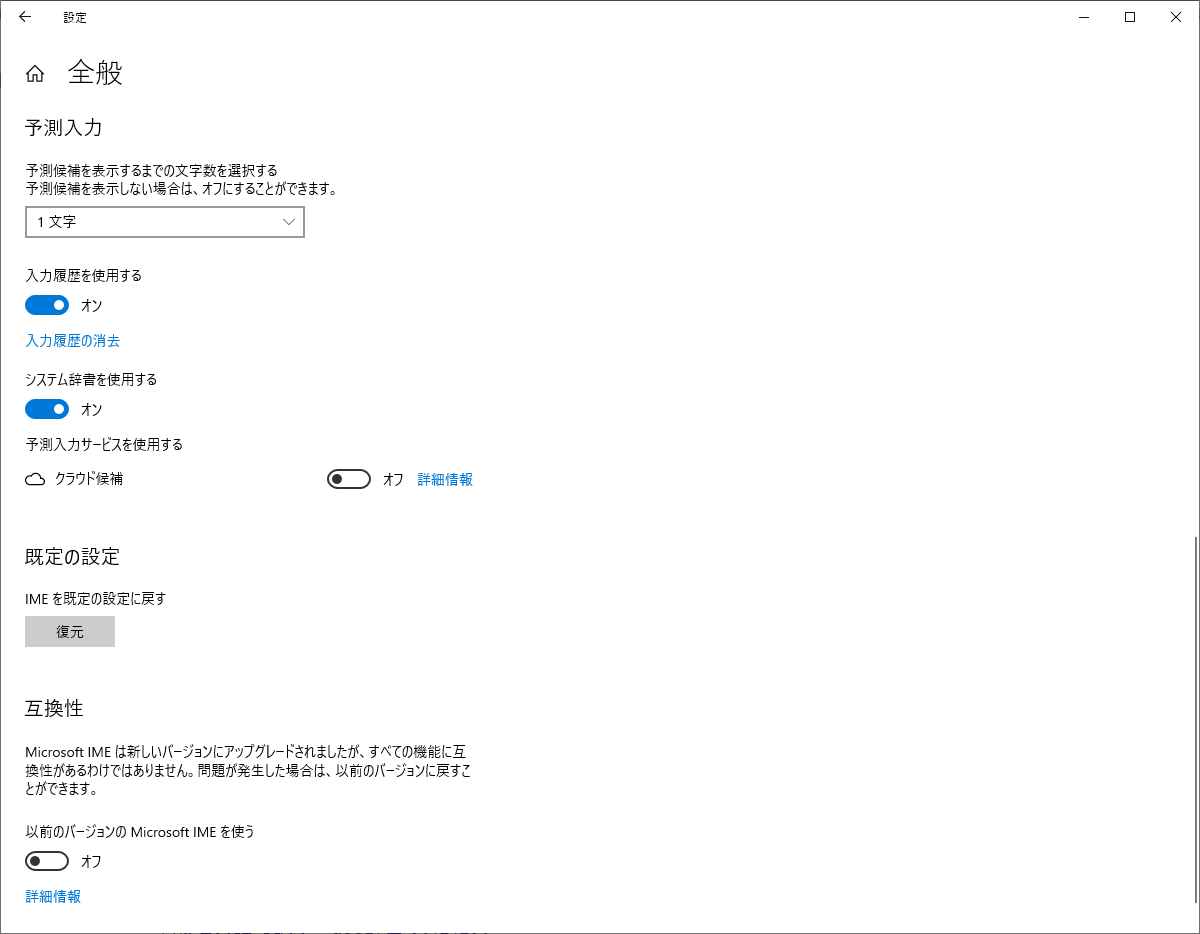 設定
全般
予測入力
予測候補を表示するまでの文字数を選択する
予測候補を表示しない場合は、オフにすることができます。
1 文字
入力履歴を使用する
オン
入力履歴の消去
システム辞書を使用する
オン
予測入力サービスを使用する
クラウド候補 オフ 詳細情報
既定の設定
IME を既定の設定に戻す
復元
互換性
Microsoft IME は新しいバージョンにアップグレードされましたが、すべての機能に互
換性があるわけではありません。問題が発生した場合は、以前のバージョンに戻すこ
とができます。
以前のバージョンの Microsoft IME を使う
オフ
詳細情報